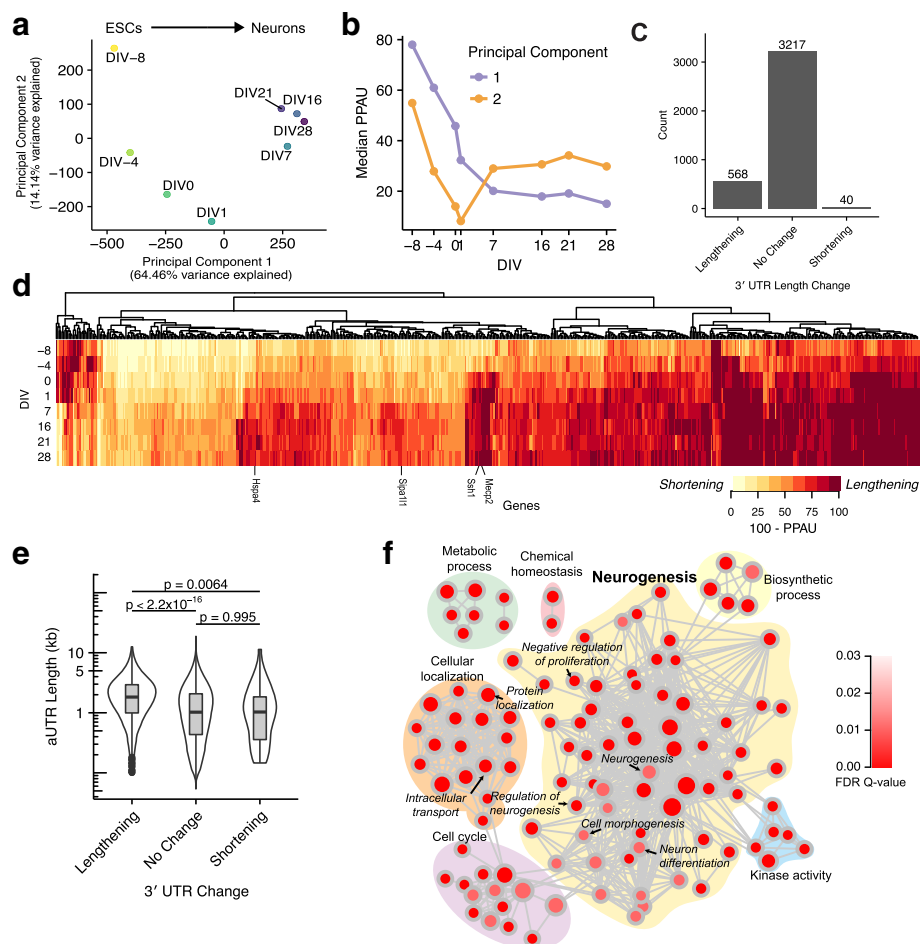 a
ESCs
Neurons
DIV-8
DIV21
DIV16
DIV28
DIV7
DIV-4
DIV0
DIV1
200
100
0
−100
−200
−500
−250
0
250
Principal Component 2
(14.14% variance explained)
Principal Component 1
(64.46% variance explained)
b
Principal Component
1
2
Median PPAU
80
60
40
20
−8
−4
0
1
7
16
21
28
DIV
c
Count
3000
2000
1000
0
568
3217
40
Lengthening
No Change
Shortening
3′ UTR Length Change
d
DIV
−8
−4
0
1
7
16
21
28
Hspa4
Sipa1l1
Ssh1
Mecp2
Genes
Shortening
Lengthening
0
25
50
75
100
100 - PPAU
e
p = 0.0064
p < 2.2x10−16
p = 0.995
aUTR Length (kb)
10
5
1
Lengthening
No Change
Shortening
3′ UTR Change
f
Metabolic
process
Chemical
homeostasis
Neurogenesis
Biosynthetic
process
Negative regulation
of proliferation
Cellular
localization
Protein
localization
Neurogenesis
Intracellular
transport
Regulation of
neurogenesis
Cell morphogenesis
Cell cycle
Neuron
differentiation
Kinase activity
0.03
0.02
0.01
0.00
FDR Q-value